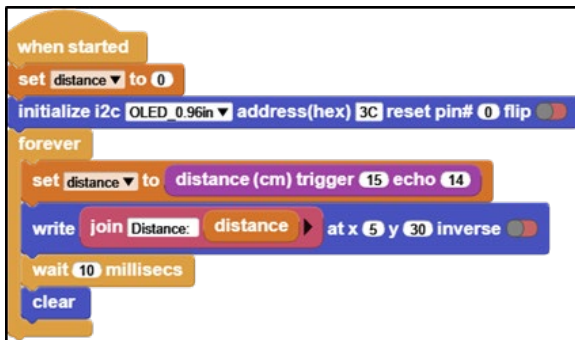 when started
set distance to 0
initialize i2c OLED_0.96in address(hex) 3C reset pin# 0 flip
forever
set distance to distance (cm) trigger 15 echo 14
write join Distance: distance at x 5 y 30 inverse
wait 10 millisecs
clear